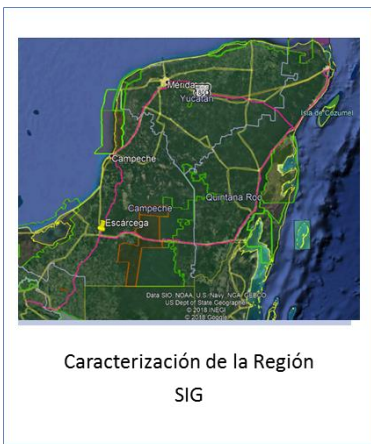 Mérida
Yucatán
Isla de Cozumel
Campeche
Quintana Roo
Campeche
Escárcega
Data SIO, NOAA, U.S. Navy, NGA, GEBCO
US Dept of State Geographer
© 2018 INEGI
© 2018 Google
Caracterización de la Región
SIG